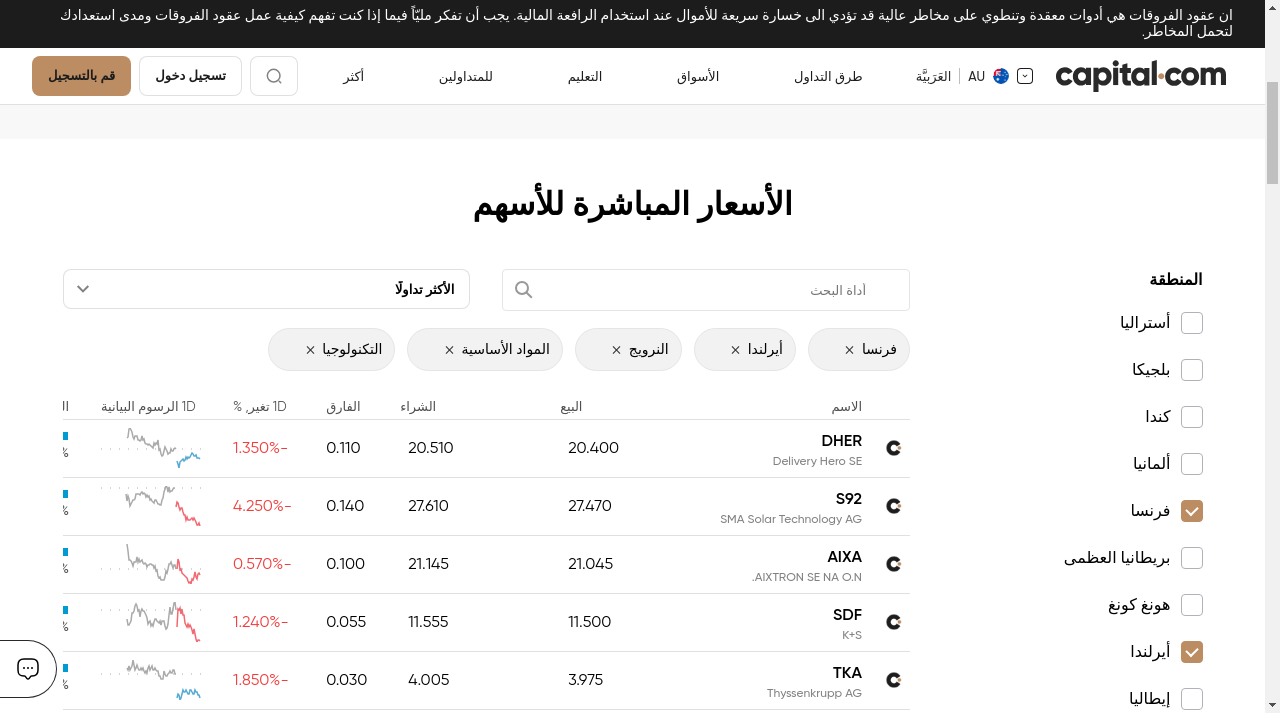 ان عقود الفروقات هي أدوات معقدة وتنطوي على مخاطر عالية قد تؤدي الى خسارة سريعة للأموال عند استخدام الرافعة المالية. يجب أن تفكر مليّاً فيما إذا كنت تفهم كيفية عمل عقود الفروقات ومدى استعدادك
لتحمل المخاطر.
capital.com
AU العَرَبيَّة
طرق التداول
الأسواق
التعليم
للمتداولين
أكثر
تسجيل دخول
قم بالتسجيل
الأسعار المباشرة للأسهم
المنطقة
أستراليا
بلجيكا
كندا
ألمانيا
فرنسا
بريطانيا العظمى
هونغ كونغ
أيرلندا
إيطاليا
أداة البحث
الأكثر تداولًا
فرنسا
أيرلندا
النرويج
المواد الأساسية
التكنولوجيا
الاسم البيع الشراء الفارق 1D تغير, % 1D الرسوم البيانية
DHER 20.400 20.510 0.110 -1.350% %
Delivery Hero SE
S92 27.470 27.610 0.140 -4.250% %
SMA Solar Technology AG
AIXA 21.045 21.145 0.100 -0.570% %
AIXTRON SE NA O.N.
SDF 11.500 11.555 0.055 -1.240% %
K+S
TKA 3.975 4.005 0.030 -1.850% %
Thyssenkrupp AG